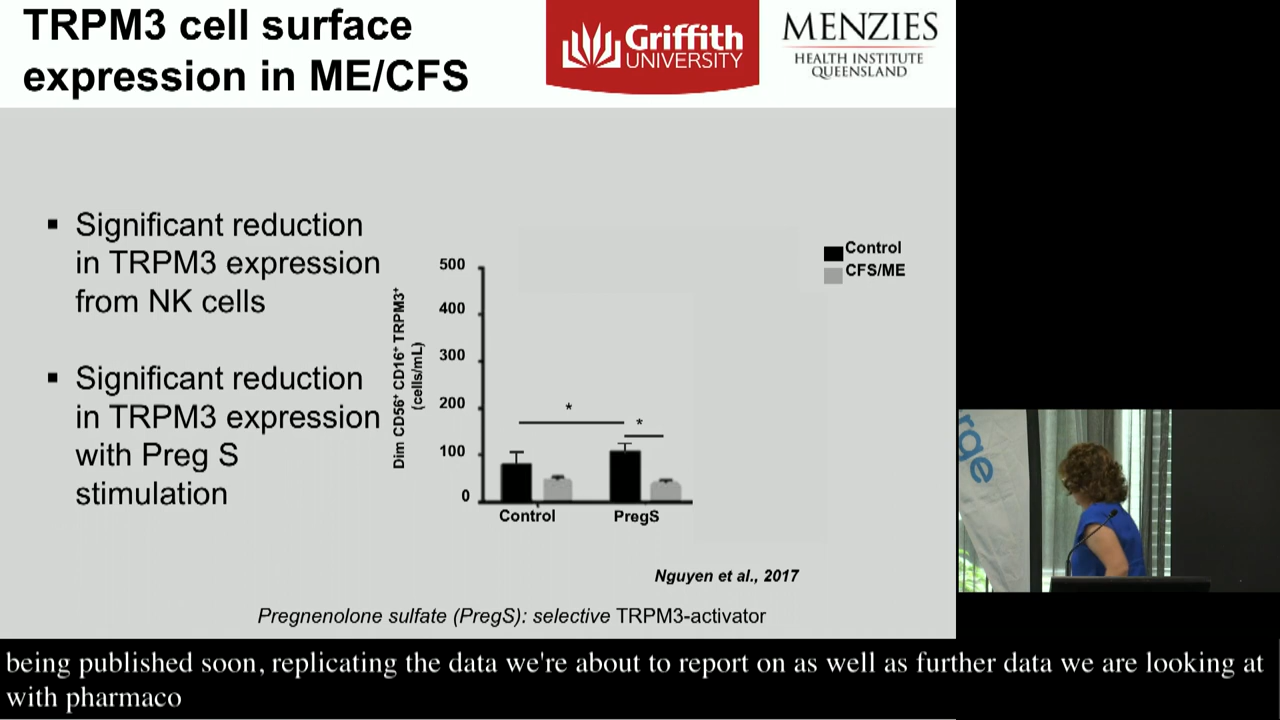 TRPM3 cell surface
expression in ME/CFS
Griffith
UNIVERSITY
MENZIES
HEALTH INSTITUTE
QUEENSLAND
▪ Significant reduction
in TRPM3 expression
from NK cells
▪ Significant reduction
in TRPM3 expression
with Preg S
stimulation
Dim CD56⁺ CD16⁺ TRPM3⁺
(cells/mL)
500
400
300
200
100
0
*
*
Control
PregS
Control
CFS/ME
Nguyen et al., 2017
Pregnenolone sulfate (PregS): selective TRPM3-activator
rge
being published soon, replicating the data we're about to report on as well as further data we are looking at
with pharmaco